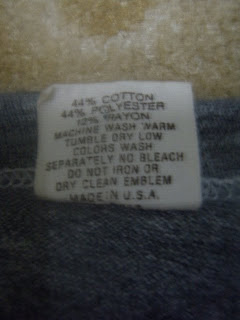 44% COTTON
44% POLYESTER
12% RAYON
MACHINE WASH WARM
TUMBLE DRY LOW
COLORS WASH
SEPARATELY NO BLEACH
DO NOT IRON OR
DRY CLEAN EMBLEM
MADE IN U.S.A.